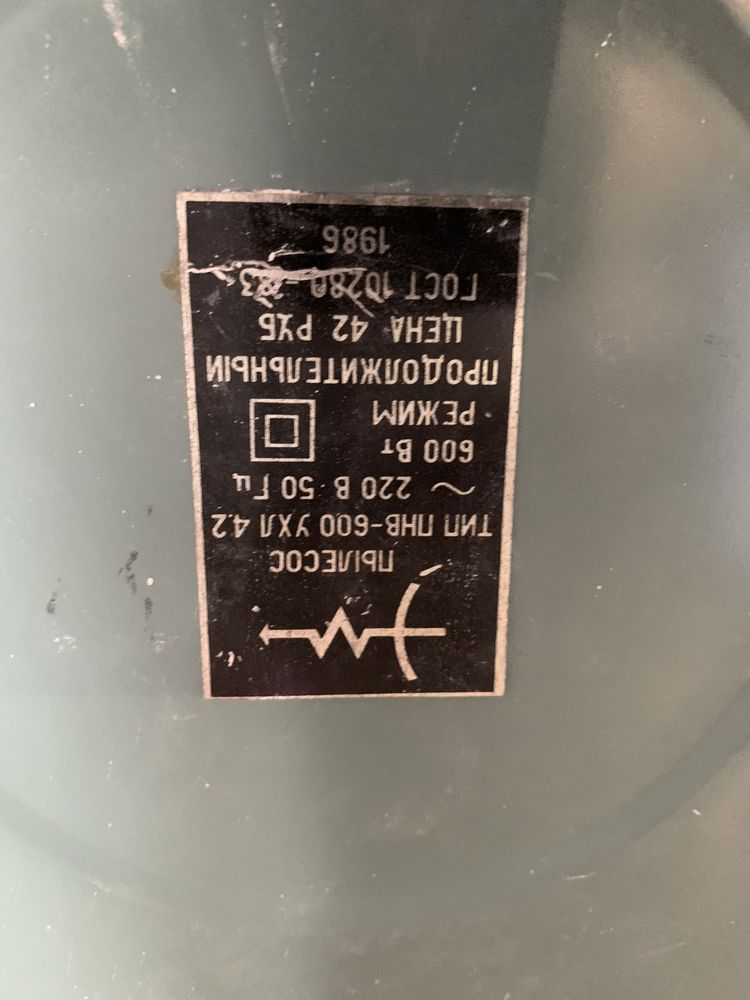 ПЫЛЕСОС
ТИП ПНВ-600 УХЛ 4.2
~ 220 В 50 Гц
600 Вт
РЕЖИМ
ПРОДОЛЖИТЕЛЬНЫЙ
ЦЕНА 42 РУБ
ГОСТ 10280-83
1986